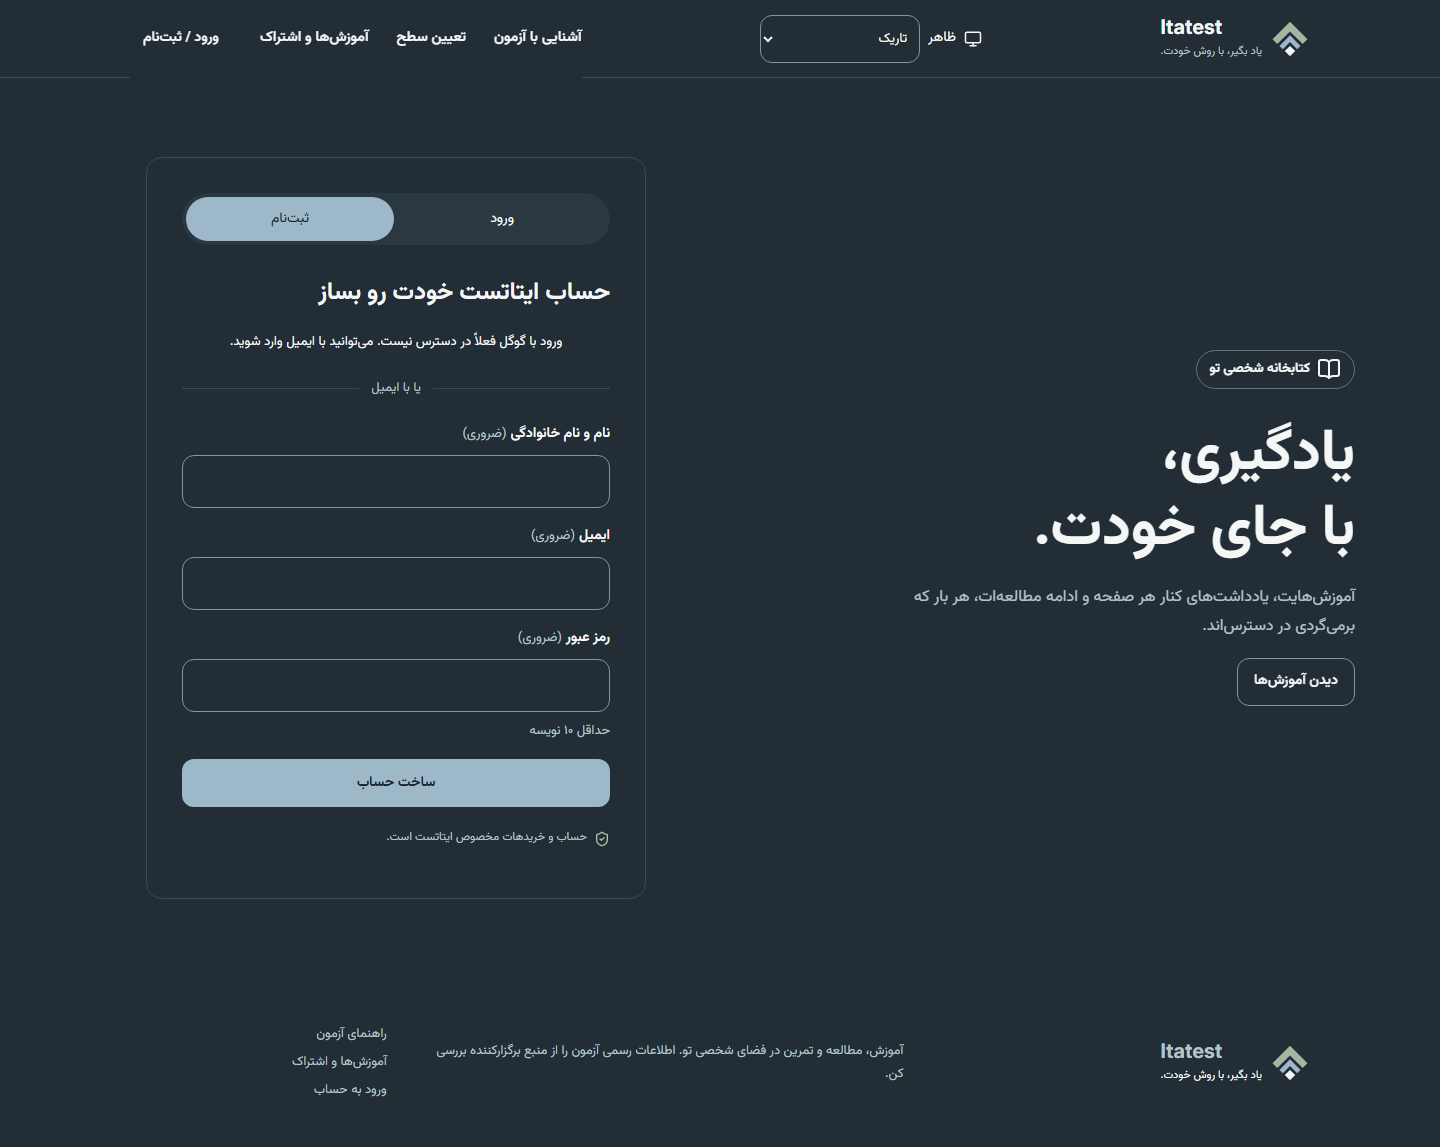 Itatest
یاد بگیر، با روش خودت.
ظاهر
تاریک
آشنایی با آزمون
تعیین سطح
آموزش‌ها و اشتراک
ورود / ثبت‌نام
کتابخانه شخصی تو
یادگیری،
با جای خودت.
آموزش‌هایت، یادداشت‌های کنار هر صفحه و ادامه مطالعه‌ات، هر بار که
برمی‌گردی در دسترس‌اند.
دیدن آموزش‌ها
ورود
ثبت‌نام
حساب ایتاتست خودت رو بساز
ورود با گوگل فعلاً در دسترس نیست. می‌توانید با ایمیل وارد شوید.
یا با ایمیل
نام و نام خانوادگی (ضروری)
ایمیل (ضروری)
رمز عبور (ضروری)
حداقل ۱۰ نویسه
ساخت حساب
حساب و خریدهات مخصوص ایتاتست است.
Itatest
یاد بگیر، با روش خودت.
آموزش، مطالعه و تمرین در فضای شخصی تو. اطلاعات رسمی آزمون را از منبع برگزارکننده بررسی
کن.
راهنمای آزمون
آموزش‌ها و اشتراک
ورود به حساب